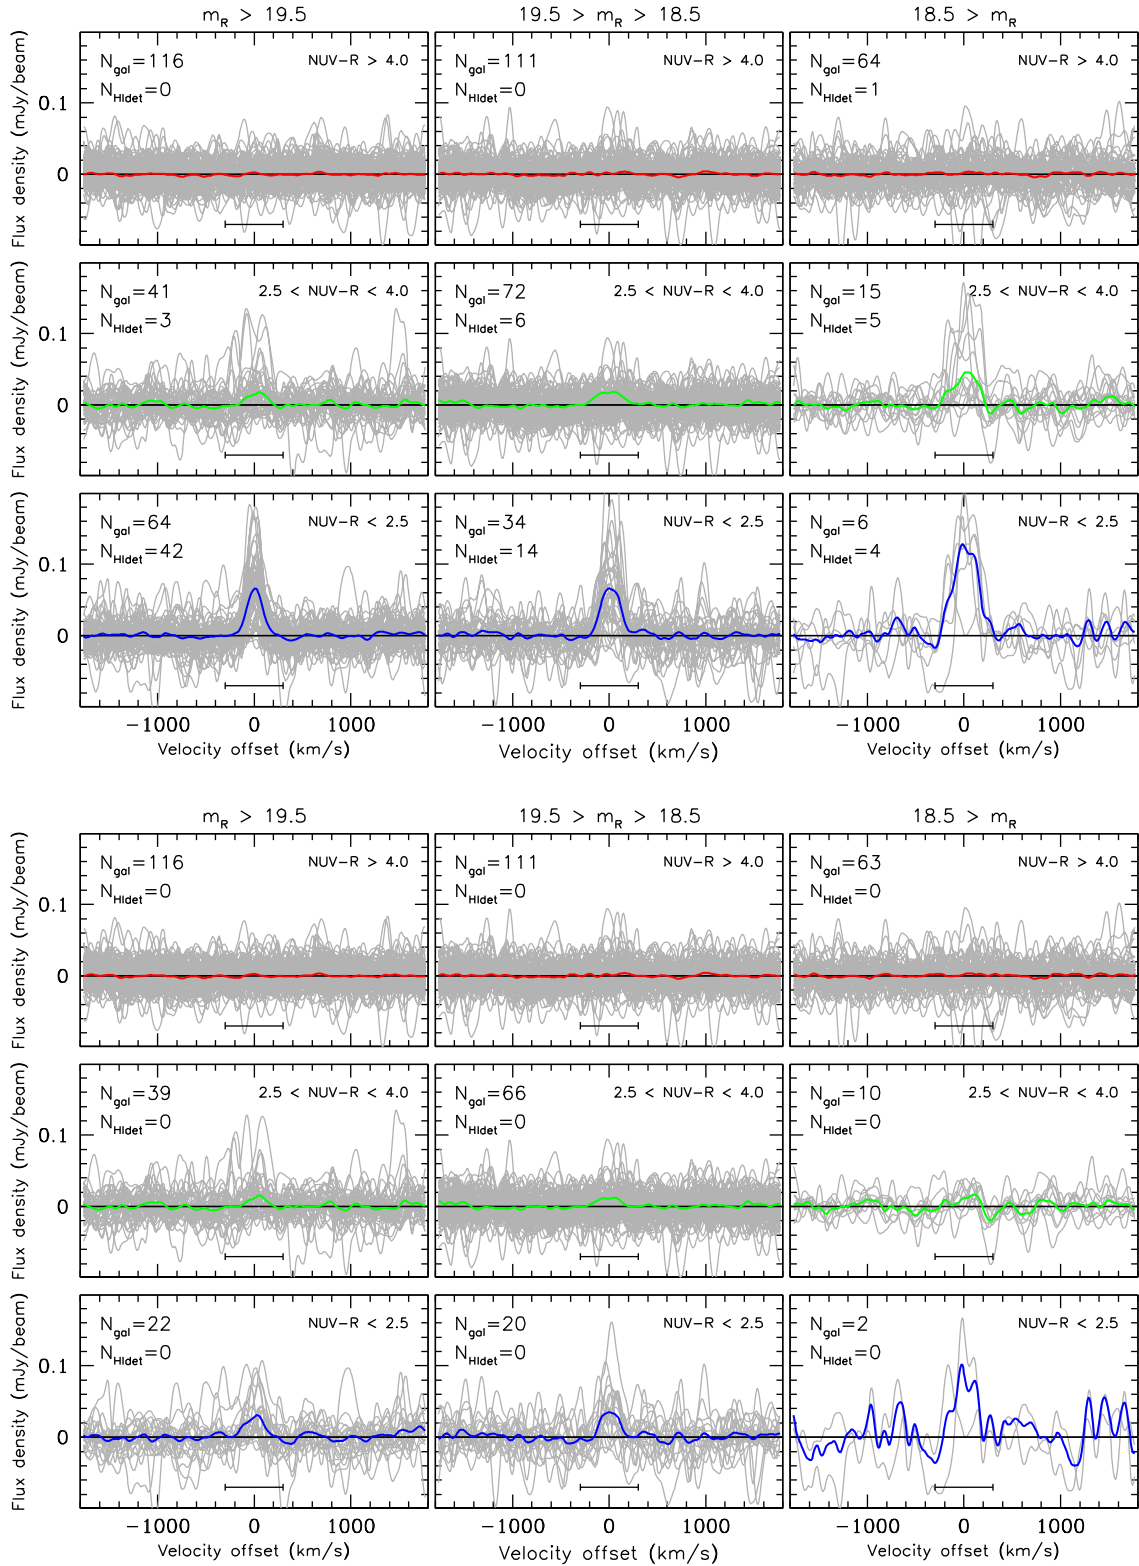 m_R > 19.5
19.5 > m_R > 18.5
18.5 > m_R
Flux density (mJy/beam)
0.1
0
N_gal=116
N_HIdet=0
NUV-R > 4.0
N_gal=111
N_HIdet=0
NUV-R > 4.0
N_gal=64
N_HIdet=1
NUV-R > 4.0
Flux density (mJy/beam)
0.1
0
N_gal=41
N_HIdet=3
2.5 < NUV-R < 4.0
N_gal=72
N_HIdet=6
2.5 < NUV-R < 4.0
N_gal=15
N_HIdet=5
2.5 < NUV-R < 4.0
Flux density (mJy/beam)
0.1
0
N_gal=64
N_HIdet=42
NUV-R < 2.5
N_gal=34
N_HIdet=14
NUV-R < 2.5
N_gal=6
N_HIdet=4
NUV-R < 2.5
-1000 0 1000
-1000 0 1000
-1000 0 1000
Velocity offset (km/s)
Velocity offset (km/s)
Velocity offset (km/s)
m_R > 19.5
19.5 > m_R > 18.5
18.5 > m_R
Flux density (mJy/beam)
0.1
0
N_gal=116
N_HIdet=0
NUV-R > 4.0
N_gal=111
N_HIdet=0
NUV-R > 4.0
N_gal=63
N_HIdet=0
NUV-R > 4.0
Flux density (mJy/beam)
0.1
0
N_gal=39
N_HIdet=0
2.5 < NUV-R < 4.0
N_gal=66
N_HIdet=0
2.5 < NUV-R < 4.0
N_gal=10
N_HIdet=0
2.5 < NUV-R < 4.0
Flux density (mJy/beam)
0.1
0
N_gal=22
N_HIdet=0
NUV-R < 2.5
N_gal=20
N_HIdet=0
NUV-R < 2.5
N_gal=2
N_HIdet=0
NUV-R < 2.5
-1000 0 1000
-1000 0 1000
-1000 0 1000
Velocity offset (km/s)
Velocity offset (km/s)
Velocity offset (km/s)